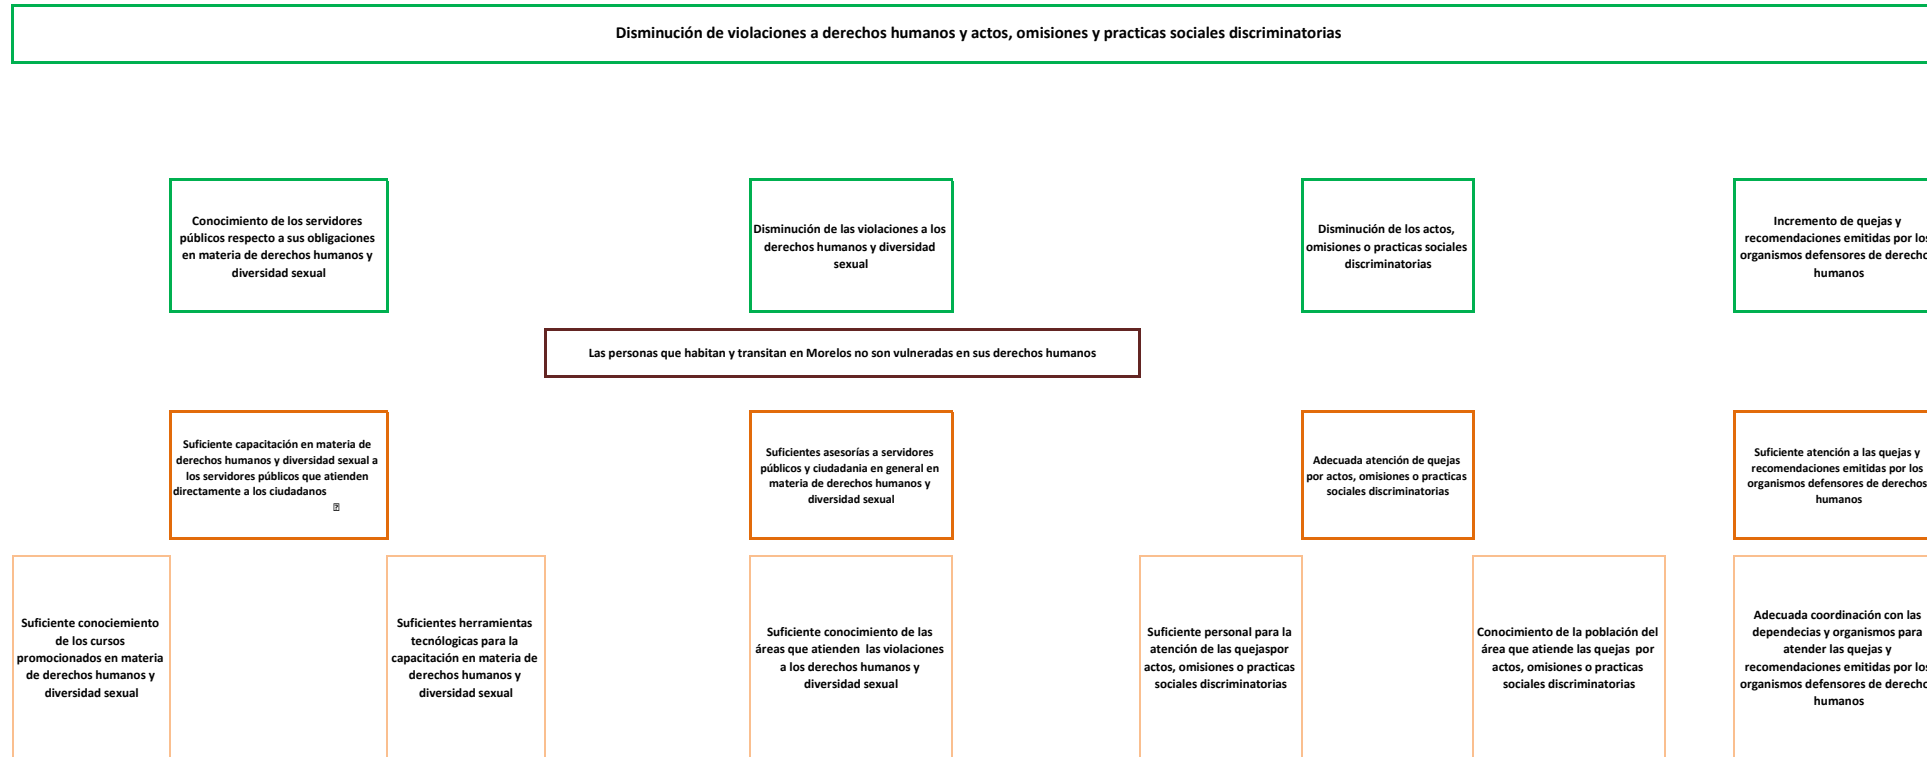 Disminución de violaciones a derechos humanos y actos, omisiones y practicas sociales discriminatorias
Conocimiento de los servidores
públicos respecto a sus obligaciones
en materia de derechos humanos y
diversidad sexual
Disminución de las violaciones a los
derechos humanos y diversidad
sexual
Disminución de los actos,
omisiones o practicas sociales
discriminatorias
Incremento de quejas y
recomendaciones emitidas por los
organismos defensores de derecho
humanos
Las personas que habitan y transitan en Morelos no son vulneradas en sus derechos humanos
Suficiente capacitación en materia de
derechos humanos y diversidad sexual a
los servidores públicos que atienden
directamente a los ciudadanos
Suficientes asesorías a servidores
públicos y ciudadania en general en
materia de derechos humanos y
diversidad sexual
Adecuada atención de quejas
por actos, omisiones o practicas
sociales discriminatorias
Suficiente atención a las quejas y
recomendaciones emitidas por los
organismos defensores de derechos
humanos
Suficiente conociemiento
de los cursos
promocionados en materia
de derechos humanos y
diversidad sexual
Suficientes herramientas
tecnólogicas para la
capacitación en materia de
derechos humanos y
diversidad sexual
Suficiente conocimiento de las
áreas que atienden las violaciones
a los derechos humanos y
diversidad sexual
Suficiente personal para la
atención de las quejaspor
actos, omisiones o practicas
sociales discriminatorias
Conocimiento de la población del
área que atiende las quejas por
actos, omisiones o practicas
sociales discriminatorias
Adecuada coordinación con las
dependecias y organismos para
atender las quejas y
recomendaciones emitidas por los
organismos defensores de derecho
humanos